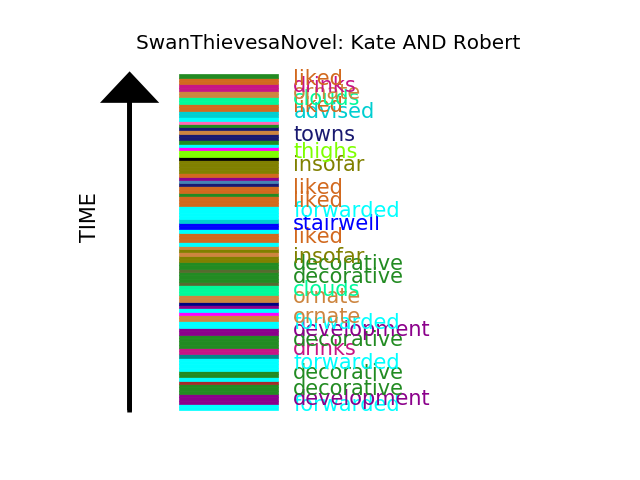 SwanThievesaNovel: Kate AND Robert
liked
drinks
ornate
clouds
liked
advised
towns
thighs
insofar
liked
liked
forwarded
stairwell
liked
insofar
decorative
decorative
clouds
ornate
ornate
forwarded
development
decorative
drinks
forwarded
decorative
decorative
development
forwarded
TIME